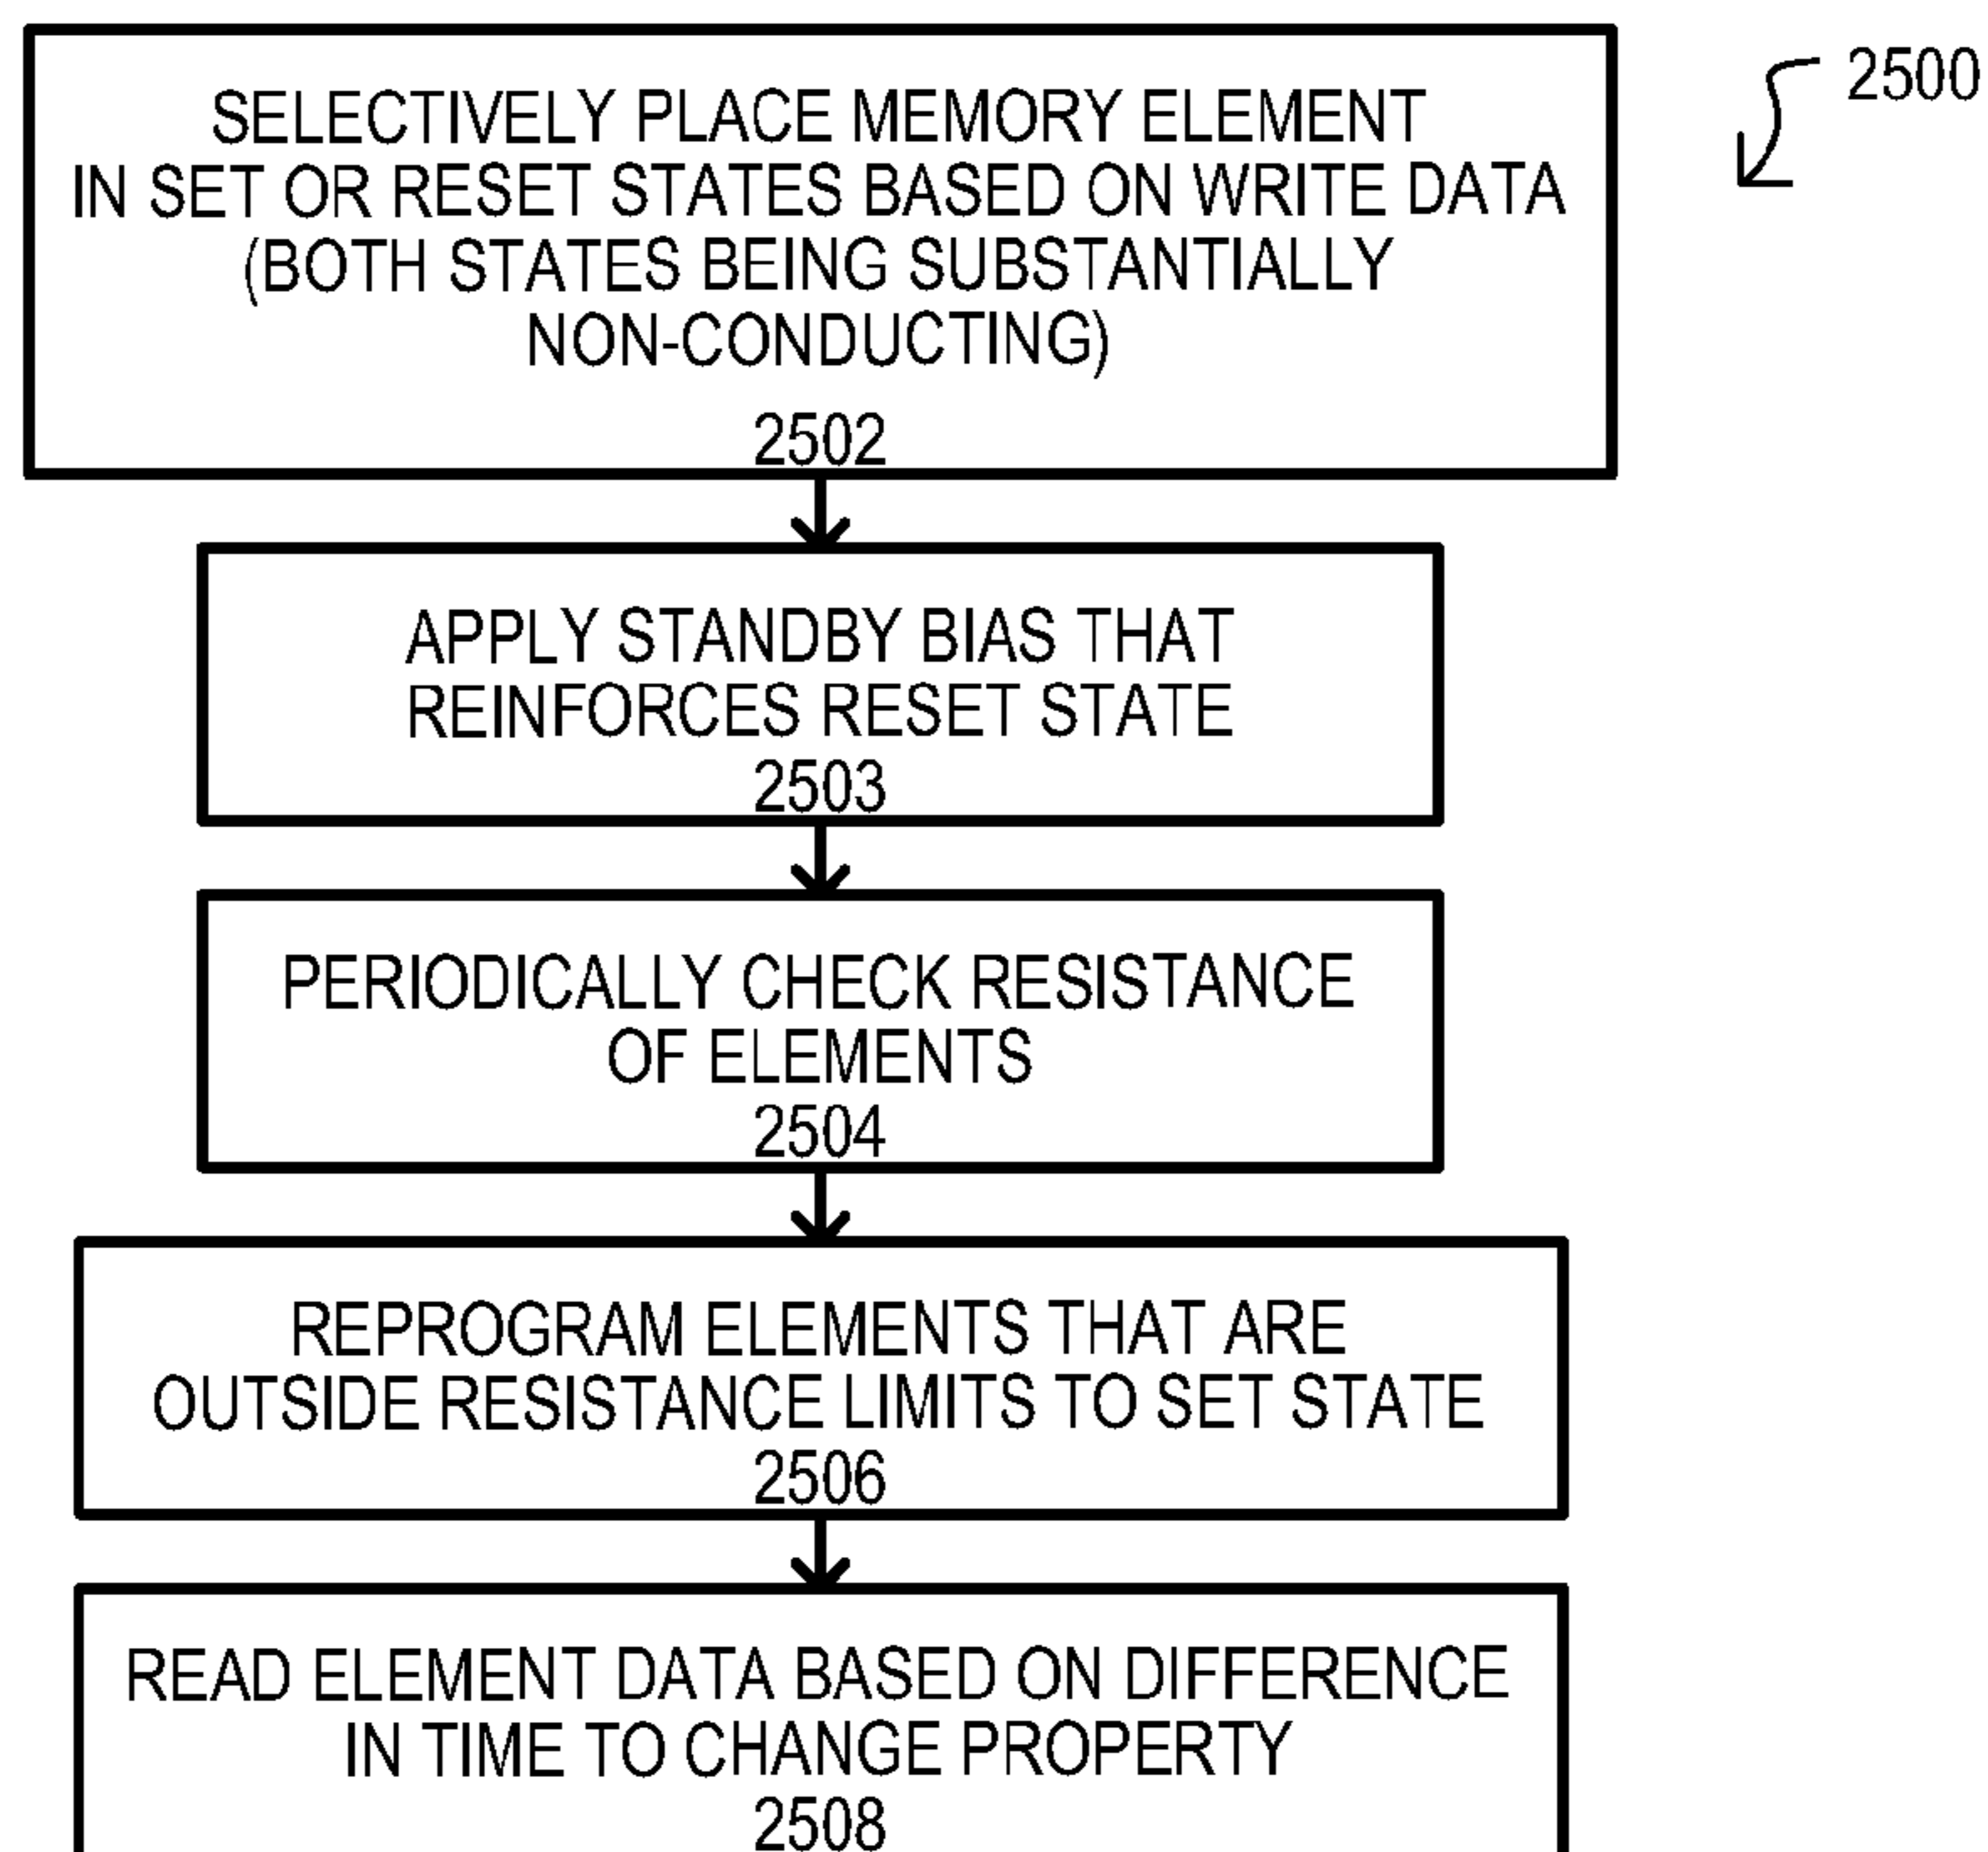 2500
SELECTIVELY PLACE MEMORY ELEMENT
IN SET OR RESET STATES BASED ON WRITE DATA
(BOTH STATES BEING SUBSTANTIALLY
NON-CONDUCTING)
2502
APPLY STANDBY BIAS THAT
REINFORCES RESET STATE
2503
PERIODICALLY CHECK RESISTANCE
OF ELEMENTS
2504
REPROGRAM ELEMENTS THAT ARE
OUTSIDE RESISTANCE LIMITS TO SET STATE
2506
READ ELEMENT DATA BASED ON DIFFERENCE
IN TIME TO CHANGE PROPERTY
2508